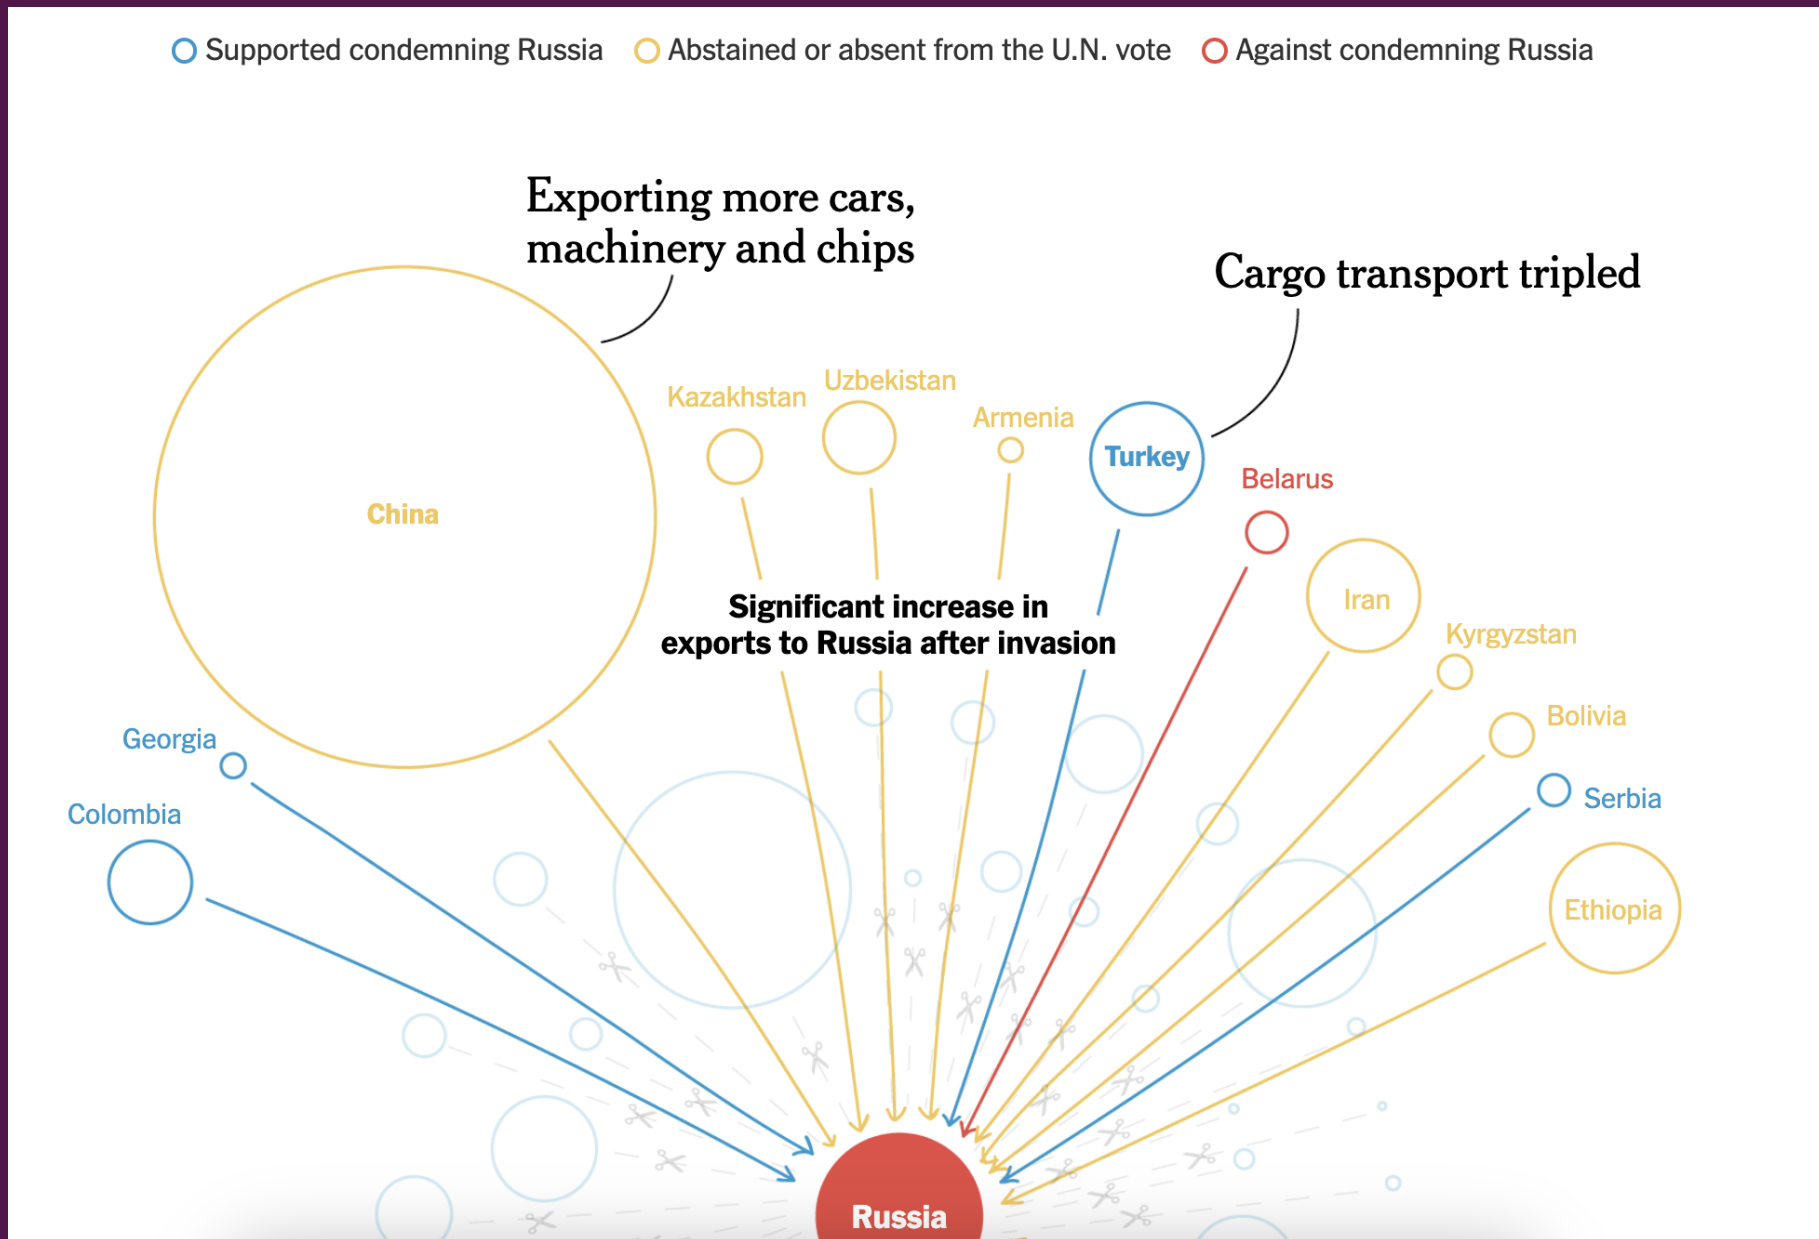 Supported condemning Russia
Abstained or absent from the U.N. vote
Against condemning Russia
Exporting more cars,
machinery and chips
Cargo transport tripled
Kazakhstan
Uzbekistan
Armenia
Turkey
Belarus
China
Iran
Significant increase in
exports to Russia after invasion
Kyrgyzstan
Bolivia
Georgia
Serbia
Colombia
Ethiopia
Russia